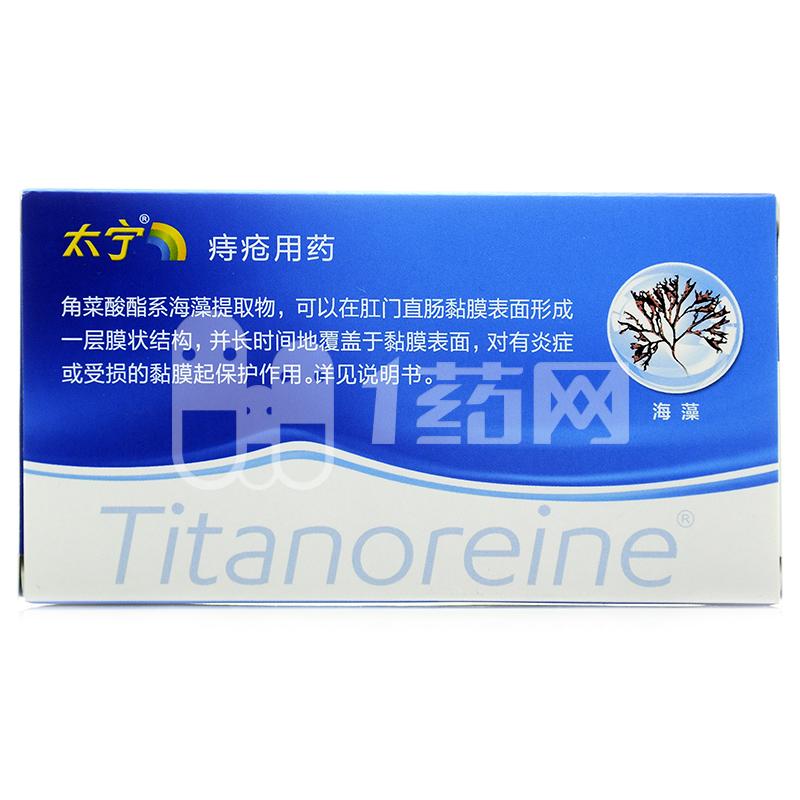 太宁® 痔疮用药
角菜酸酯系海藻提取物，可以在肛门直肠黏膜表面形成
一层膜状结构，并长时间地覆盖于黏膜表面，对有炎症
或受损的黏膜起保护作用。详见说明书。
海藻
1药网
Titanoreine®